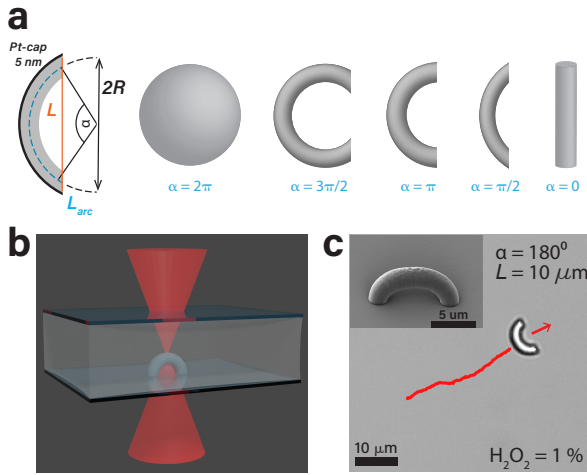 a
Pt-cap
5 nm
2R
L
α
L_arc
α = 2π
α = 3π/2
α = π
α = π/2
α = 0
b
c
α = 180⁰
L = 10 μm
5 um
10 μm
H₂O₂ = 1 %